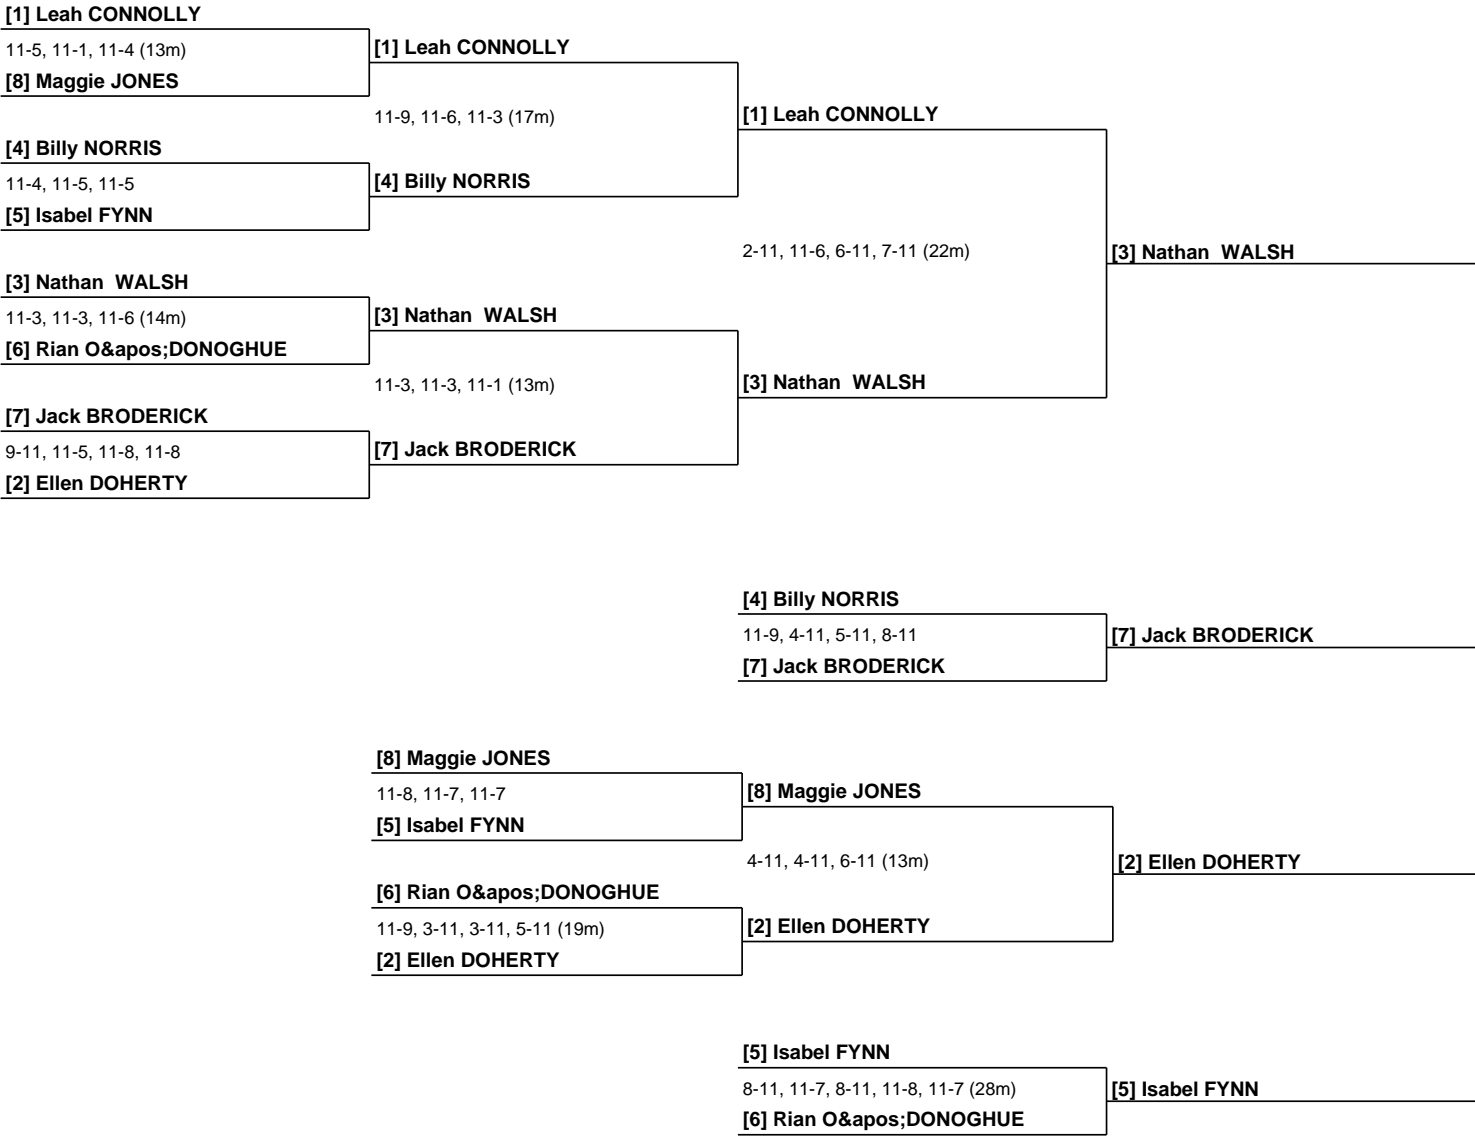 [1] Leah CONNOLLY
11-5, 11-1, 11-4 (13m)
[8] Maggie JONES
[1] Leah CONNOLLY
11-9, 11-6, 11-3 (17m)
[4] Billy NORRIS
11-4, 11-5, 11-5
[5] Isabel FYNN
[4] Billy NORRIS
[1] Leah CONNOLLY
2-11, 11-6, 6-11, 7-11 (22m)
[3] Nathan  WALSH
[3] Nathan  WALSH
11-3, 11-3, 11-6 (14m)
[6] Rian O&apos;DONOGHUE
[3] Nathan  WALSH
11-3, 11-3, 11-1 (13m)
[3] Nathan  WALSH
[7] Jack BRODERICK
9-11, 11-5, 11-8, 11-8
[2] Ellen DOHERTY
[7] Jack BRODERICK
[4] Billy NORRIS
11-9, 4-11, 5-11, 8-11
[7] Jack BRODERICK
[7] Jack BRODERICK
[8] Maggie JONES
11-8, 11-7, 11-7
[5] Isabel FYNN
[8] Maggie JONES
4-11, 4-11, 6-11 (13m)
[2] Ellen DOHERTY
[6] Rian O&apos;DONOGHUE
11-9, 3-11, 3-11, 5-11 (19m)
[2] Ellen DOHERTY
[2] Ellen DOHERTY
[5] Isabel FYNN
8-11, 11-7, 8-11, 11-8, 11-7 (28m)
[6] Rian O&apos;DONOGHUE
[5] Isabel FYNN